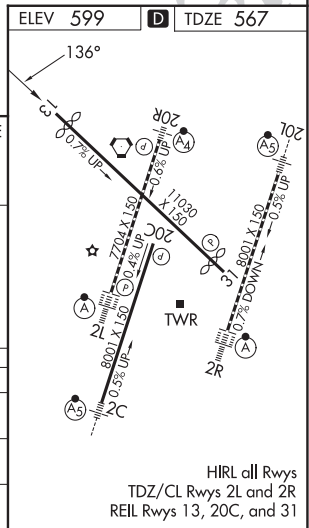 ELEV 599
D
TDZE 567
136°
13
0.7% UP
20R
A4
P
0.6% UP
20L
A5
0.5% UP
11030 X 150
7704 X 150
20C
P
0.4% UP
P
31
8001 X 150
0.7% DOWN
A
2L
TWR
8001 X 150
0.5% UP
A
2R
A5
2C
HIRL all Rwys
TDZ/CL Rwys 2L and 2R
REIL Rwys 13, 20C, and 31